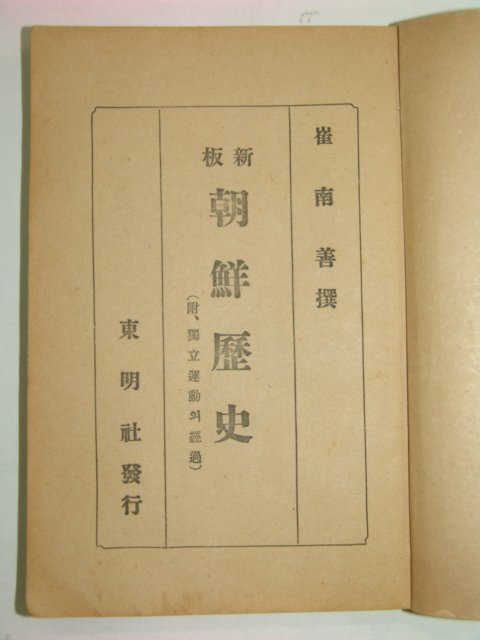 崔南善撰
新板
朝鮮歷史
(附、獨立運動의經過)
東明社發行